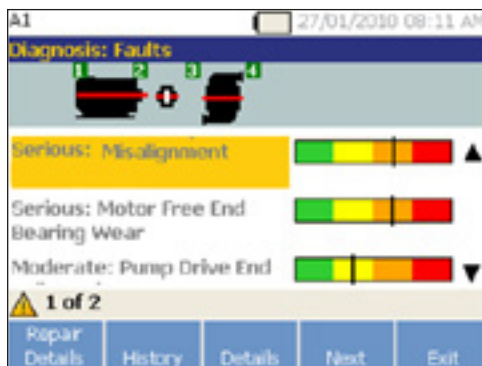 A1 27/01/2010 08:11 AM
Diagnosis: Faults
1 2 3 4
Serious: Misalignment
Serious: Motor Free End
Bearing Wear
Moderate: Pump Drive End
1 of 2
Repair
Details History Details Next Exit